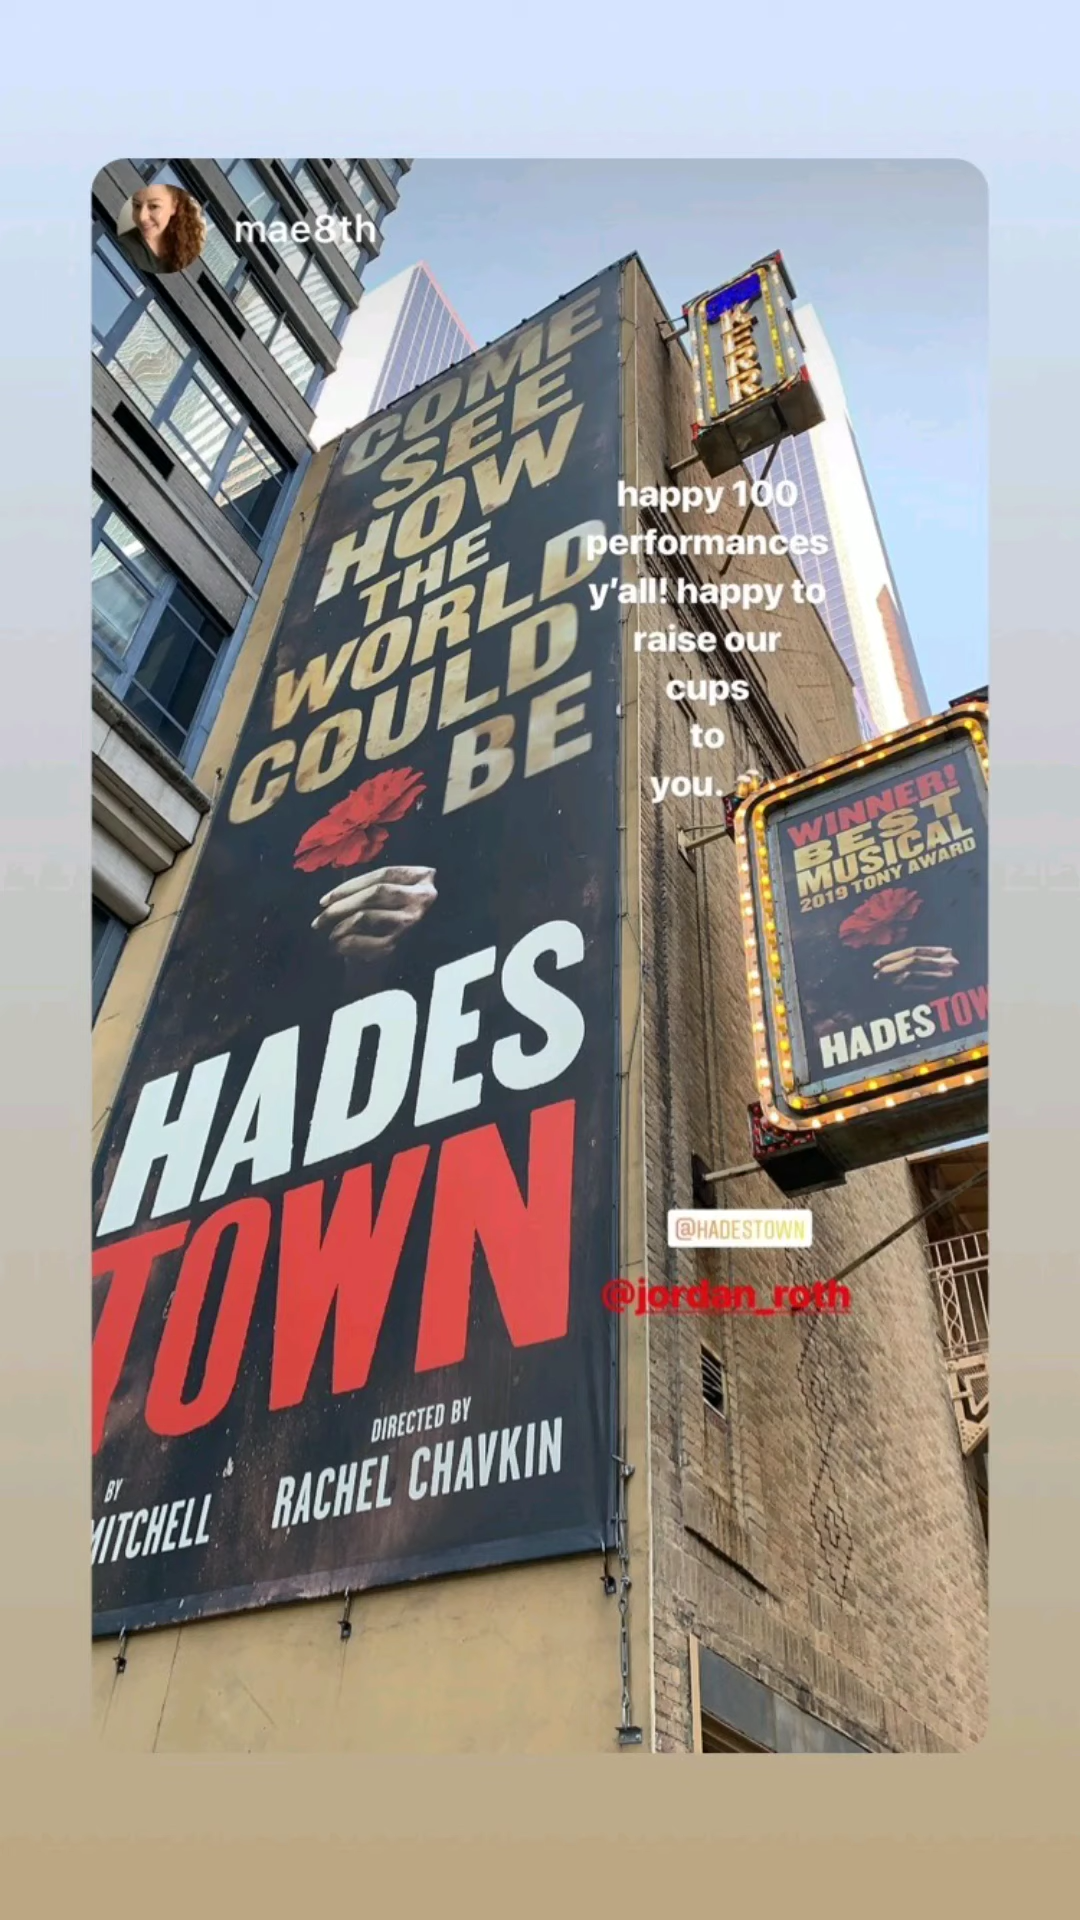 mae8th
COME
SEE
HOW
THE
WORLD
COULD
BE
HADES
TOWN
BY
MITCHELL
DIRECTED BY
RACHEL CHAVKIN
KERR
happy 100
performances
y'all! happy to
raise our
cups
to
you.
WINNER!
BEST
MUSICAL
2019 TONY AWARD
HADESTOW
@HADESTOWN
@jordan_roth